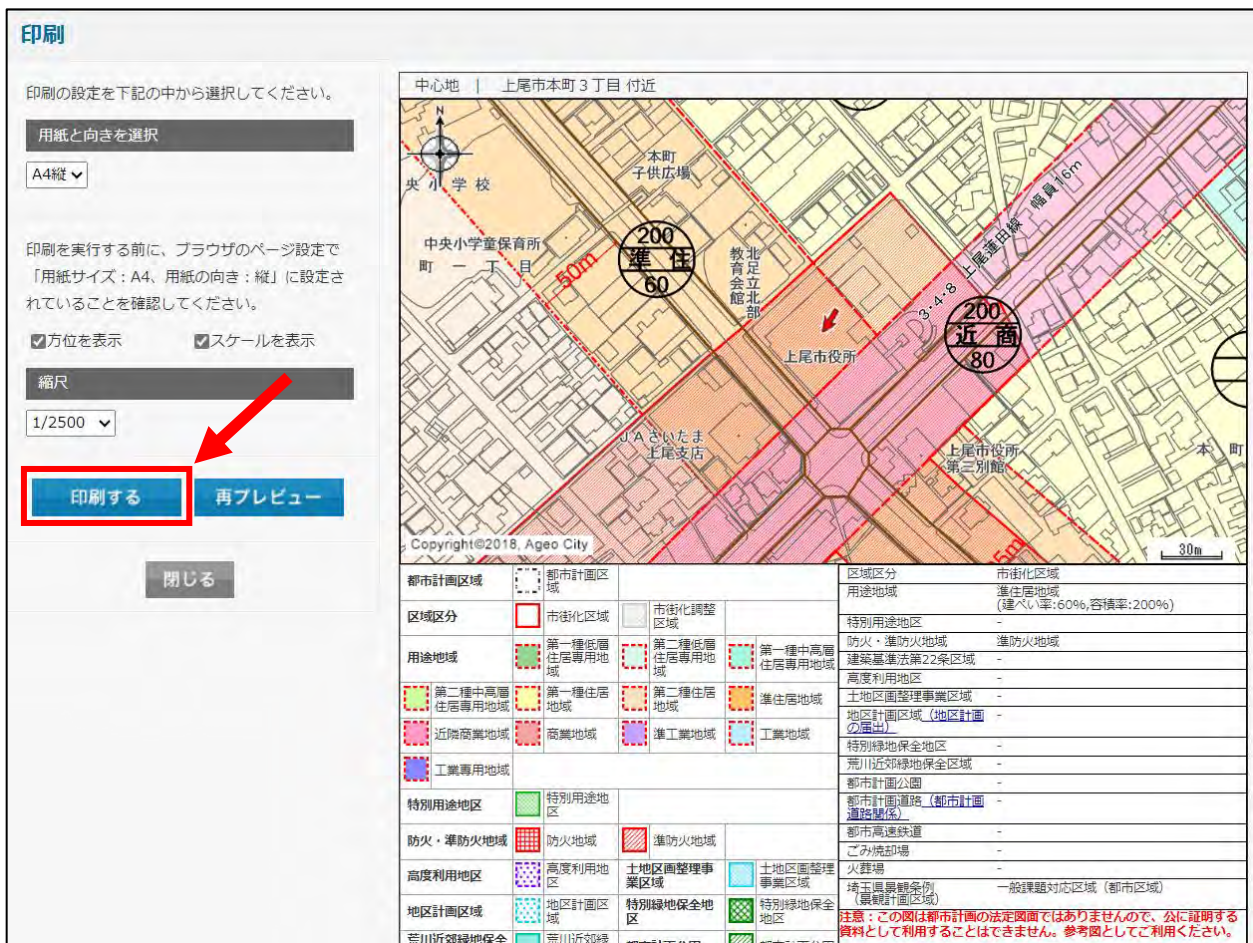 印刷
印刷の設定を下記の中から選択してください。
用紙と向きを選択
A4縦
印刷を実行する前に、ブラウザのページ設定で
「用紙サイズ：A4、用紙の向き：縦」に設定さ
れていることを確認してください。
方位を表示
スケールを表示
縮尺
1/2500
印刷する
再プレビュー
閉じる
中心地 ｜ 上尾市本町３丁目 付近
N
央小学校
本町
子供広場
中央小学童保育所
町一丁目
50m
200
準住
60
北足立北部
教育会館
上尾市役所
3・4・8 上尾蓮田線 幅員16m
200
近商
80
JAさいたま
上尾支店
上尾市役所
第三別館
本町
5m
Copyright©2018, Ageo City
30m
都市計画区域
都市計画区
域
区域区分
市街化区域
市街化調整
区域
用途地域
第一種低層
住居専用地
域
第二種低層
住居専用地
域
第一種中高層
住居専用地域
第二種中高層
住居専用地域
第一種住居
地域
第二種住居
地域
準住居地域
近隣商業地域
商業地域
準工業地域
工業地域
工業専用地域
特別用途地区
特別用途地
区
防火・準防火地域
防火地域
準防火地域
高度利用地区
高度利用地
区
土地区画整理事
業区域
土地区画整理
事業区域
地区計画区域
地区計画区
域
特別緑地保全地
区
特別緑地保全
地区
荒川近郊緑地保全
荒川近郊緑
区域区分 市街化区域
用途地域 準住居地域
(建ぺい率:60%,容積率:200%)
特別用途地区 -
防火・準防火地域 準防火地域
建築基準法第22条区域 -
高度利用地区 -
土地区画整理事業区域 -
地区計画区域（地区計画 -
の届出）
特別緑地保全地区 -
荒川近郊緑地保全区域 -
都市計画公園 -
都市計画道路（都市計画 -
道路関係）
都市高速鉄道 -
ごみ焼却場 -
火葬場 -
埼玉県景観条例 一般課題対応区域（都市区域）
（景観計画区域）
注意：この図は都市計画の法定図面ではありませんので、公に証明する
資料として利用することはできません。参考図としてご利用ください。